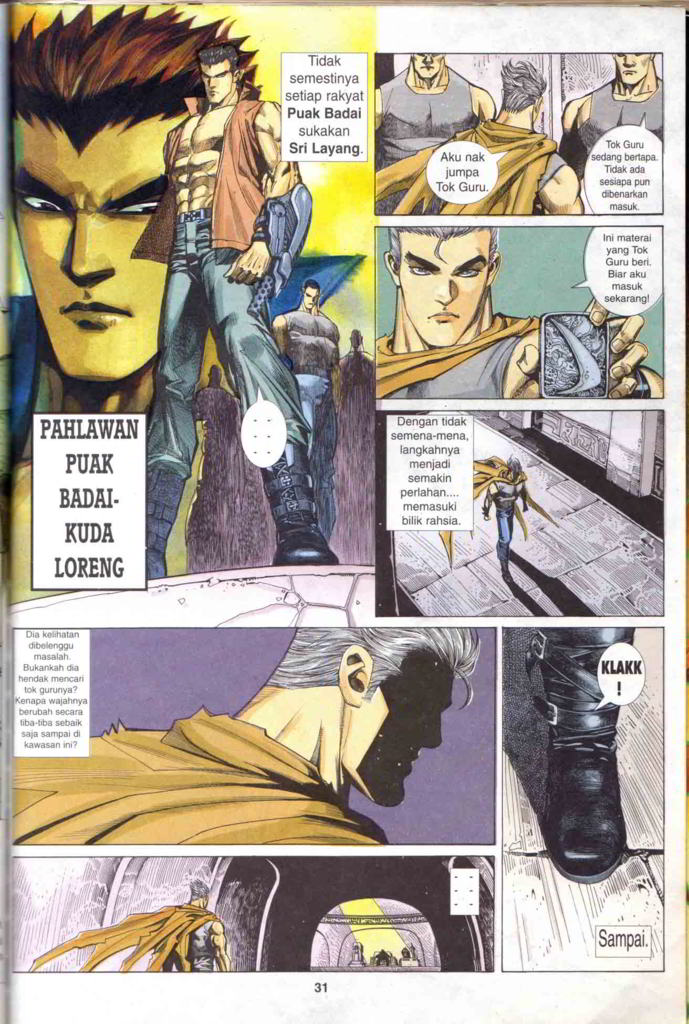 Tidak
semestinya
setiap rakyat
Puak Badai
sukakan
Sri Layang.
PAHLAWAN
PUAK
BADAI-
KUDA
LORENG
Aku nak
jumpa
Tok Guru.
Tok Guru
sedang bertapa.
Tidak ada
sesiapa pun
dibenarkan
masuk.
Ini materai
yang Tok
Guru beri.
Biar aku
masuk
sekarang!
Dengan tidak
semena-mena,
langkahnya
menjadi
semakin
perlahan....
memasuki
bilik rahsia.
Dia kelihatan
dibelenggu
masalah.
Bukankah dia
hendak mencari
tok gurunya?
Kenapa wajahnya
berubah secara
tiba-tiba sebaik
saja sampai di
kawasan ini?
KLAKK
!
Sampai.
31